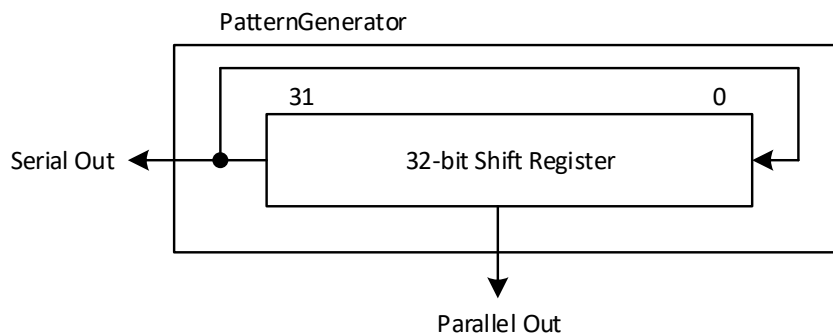 PatternGenerator
31 0
Serial Out
32-bit Shift Register
Parallel Out